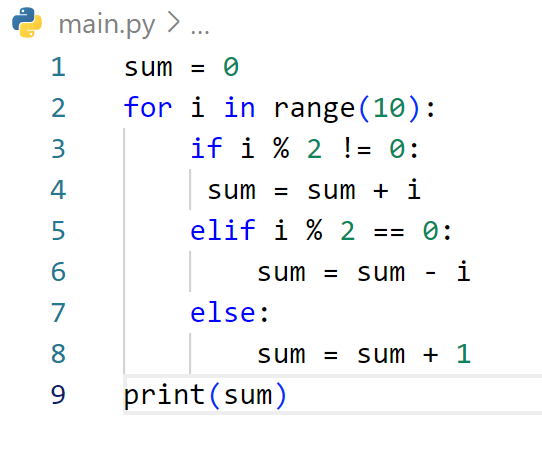 main.py > ...
1 sum = 0
2 for i in range(10):
3     if i % 2 != 0:
4      sum = sum + i
5     elif i % 2 == 0:
6         sum = sum - i
7     else:
8         sum = sum + 1
9 print(sum)